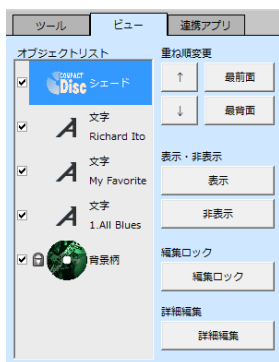 ツール
ビュー
連携アプリ
オブジェクトリスト
COMPACT
Disc
シェード
文字
Richard Ito
文字
My Favorite
文字
1.All Blues
背景柄
重ね順変更
↑
最前面
↓
最背面
表示・非表示
表示
非表示
編集ロック
編集ロック
詳細編集
詳細編集